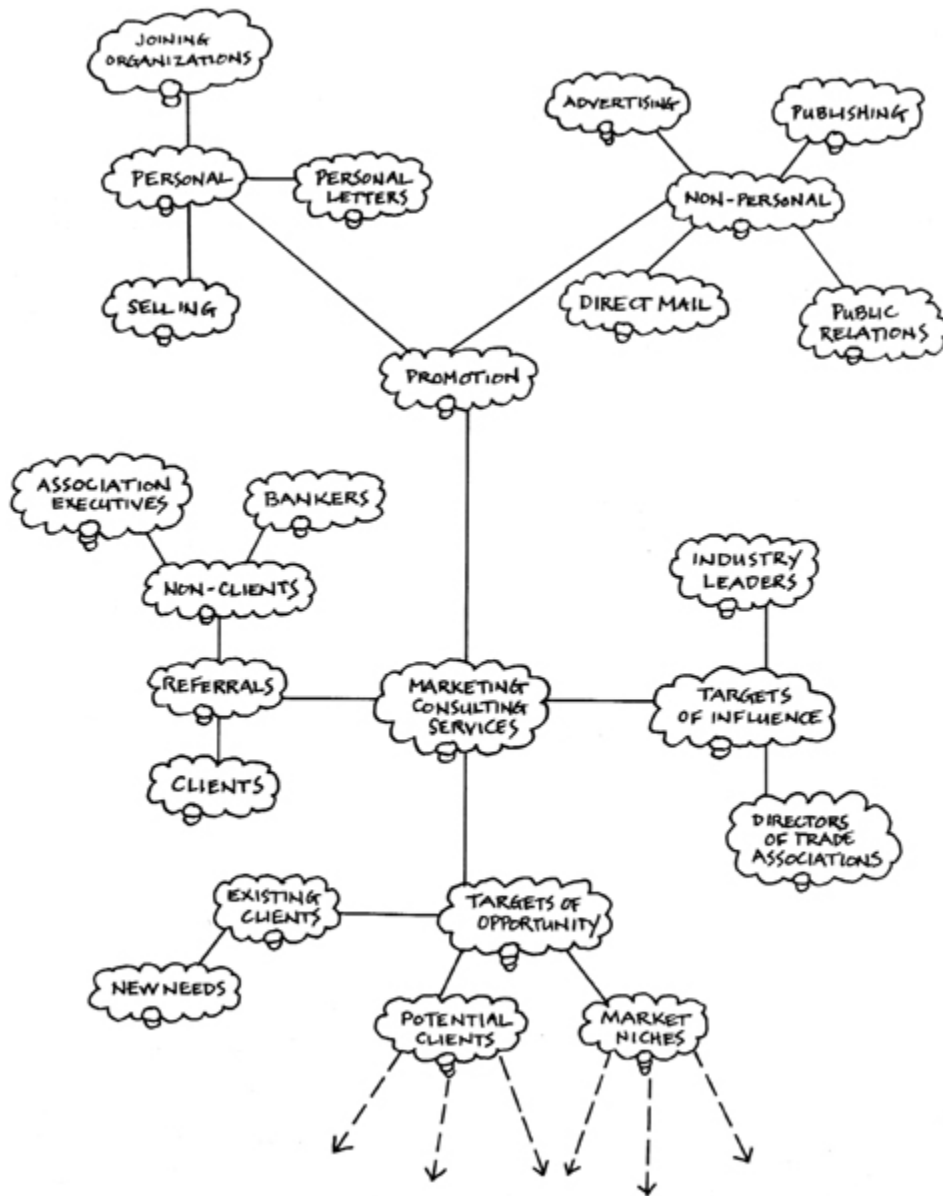 JOINING
ORGANIZATIONS
ADVERTISING
PUBLISHING
PERSONAL
PERSONAL
LETTERS
NON-PERSONAL
SELLING
DIRECT MAIL
PUBLIC
RELATIONS
PROMOTION
ASSOCIATION
EXECUTIVES
BANKERS
NON-CLIENTS
INDUSTRY
LEADERS
REFERRALS
MARKETING
CONSULTING
SERVICES
TARGETS
OF INFLUENCE
CLIENTS
DIRECTORS
OF TRADE
ASSOCIATIONS
EXISTING
CLIENTS
TARGETS OF
OPPORTUNITY
NEW NEEDS
POTENTIAL
CLIENTS
MARKET
NICHES